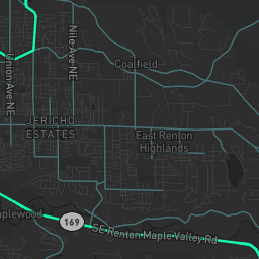 Nile Ave NE
Union Ave NE
Coalfield
JERICHO
ESTATES
East Renton
Highlands
aplewood
169
SE Renton Maple Valley Rd